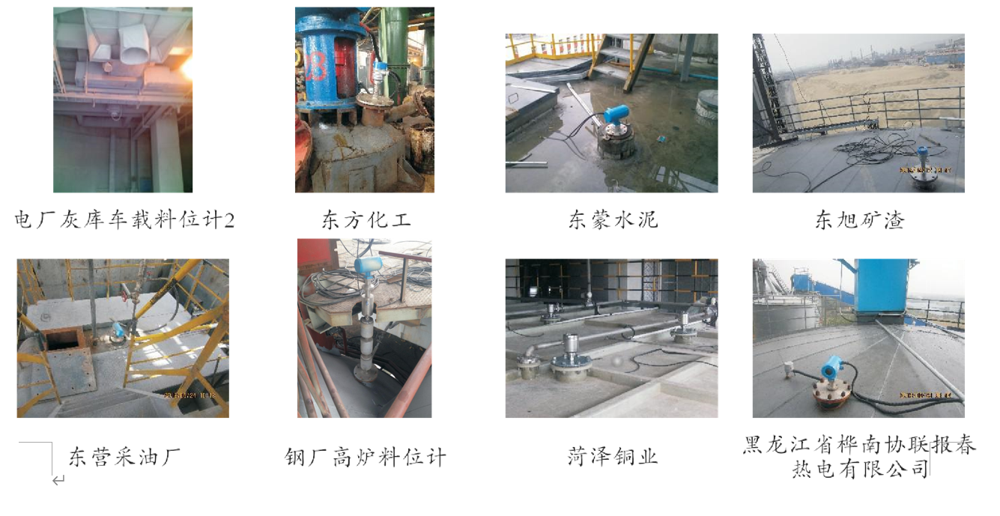 08
电厂灰库车载料位计2
东方化工
东蒙水泥
东旭矿渣
东营采油厂
钢厂高炉料位计
菏泽铜业
黑龙江省桦南协联报春
热电有限公司